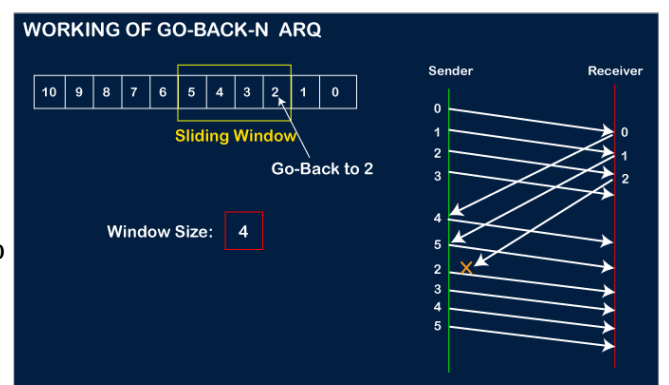 WORKING OF GO-BACK-N ARQ
10 9 8 7 6 5 4 3 2 1 0
Sliding Window
Go-Back to 2
Window Size: 4
Sender Receiver
0
1
2
3
4
5
2
3
4
5
0
1
2